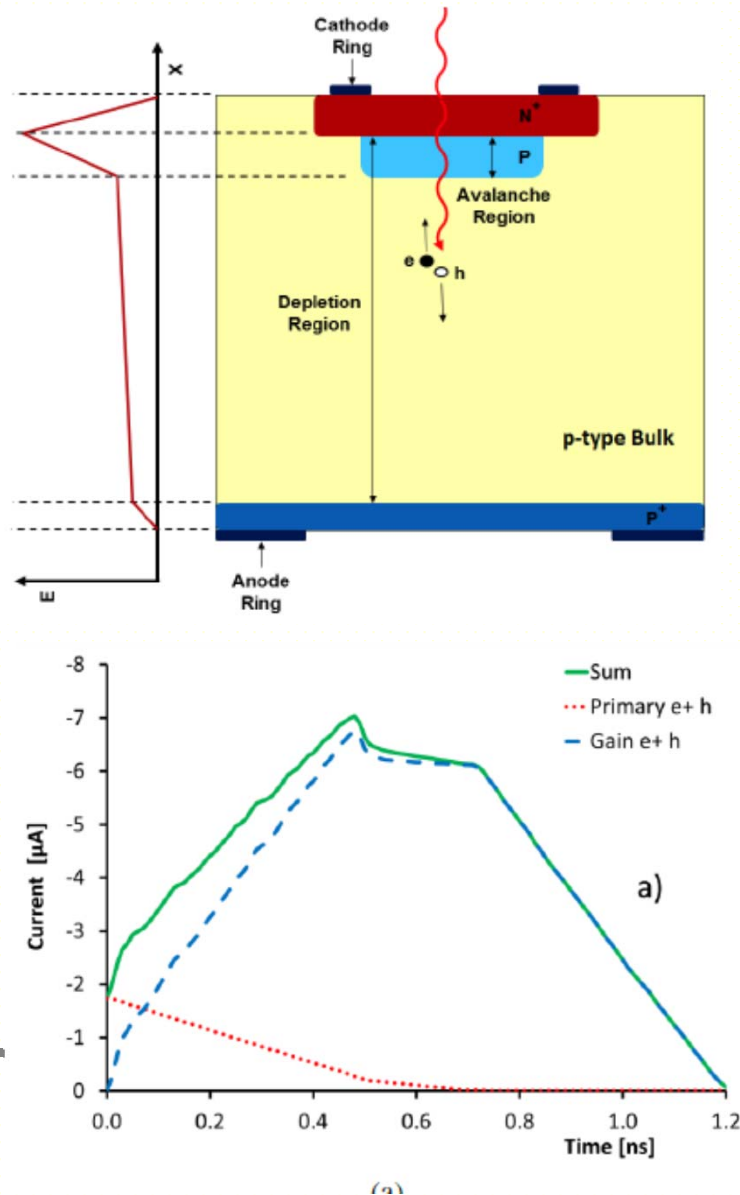 Cathode
Ring
X
N+
P
Avalanche
Region
e
h
Depletion
Region
p-type Bulk
P+
E
Anode
Ring
-8
-7
-6
-5
-4
-3
-2
-1
0
Current [µA]
Sum
Primary e+ h
Gain e+ h
a)
0.0 0.2 0.4 0.6 0.8 1.0 1.2
Time [ns]
(a)